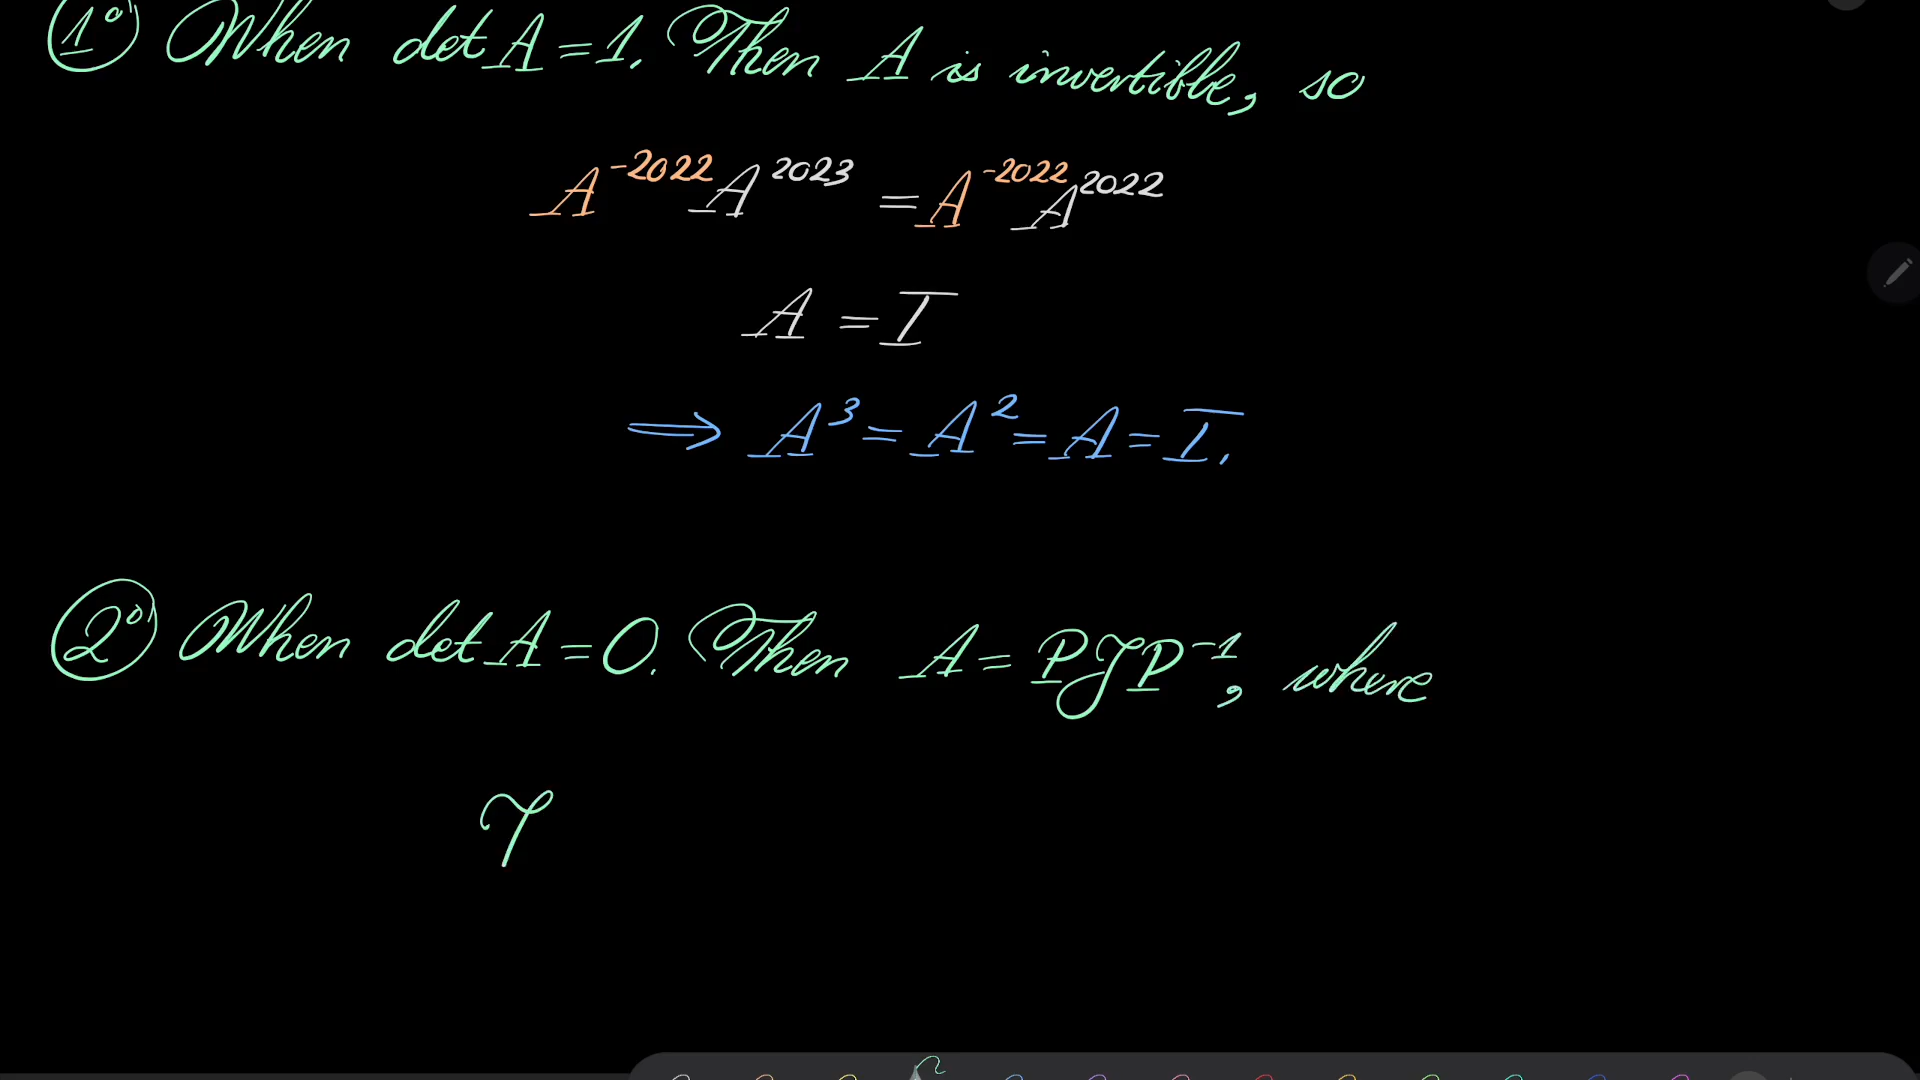 1° When det A = 1. Then A is invertible, so
A^{-2022} A^{2023} = A^{-2022} A^{2022}
A = I
⟹ A^3 = A^2 = A = I.
2° When det A = 0. Then A = PJP^{-1}, where